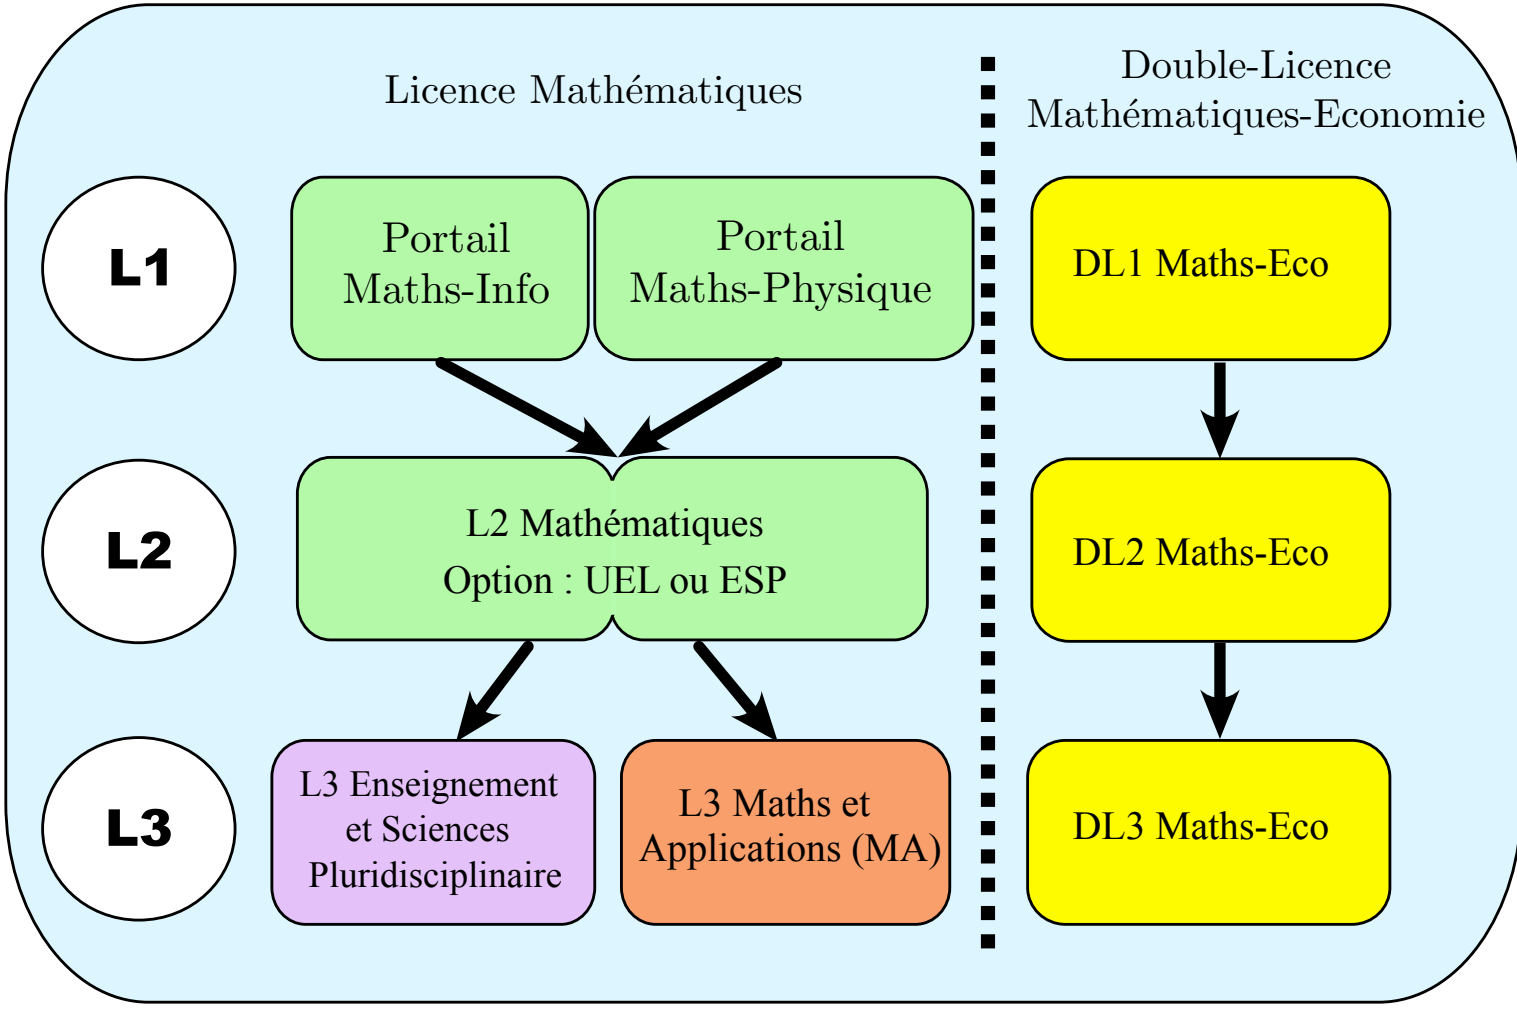 Licence Mathématiques
Double-Licence
Mathématiques-Economie
L1
Portail
Maths-Info
Portail
Maths-Physique
DL1 Maths-Eco
L2
L2 Mathématiques
Option : UEL ou ESP
DL2 Maths-Eco
L3
L3 Enseignement
et Sciences
Pluridisciplinaire
L3 Maths et
Applications (MA)
DL3 Maths-Eco